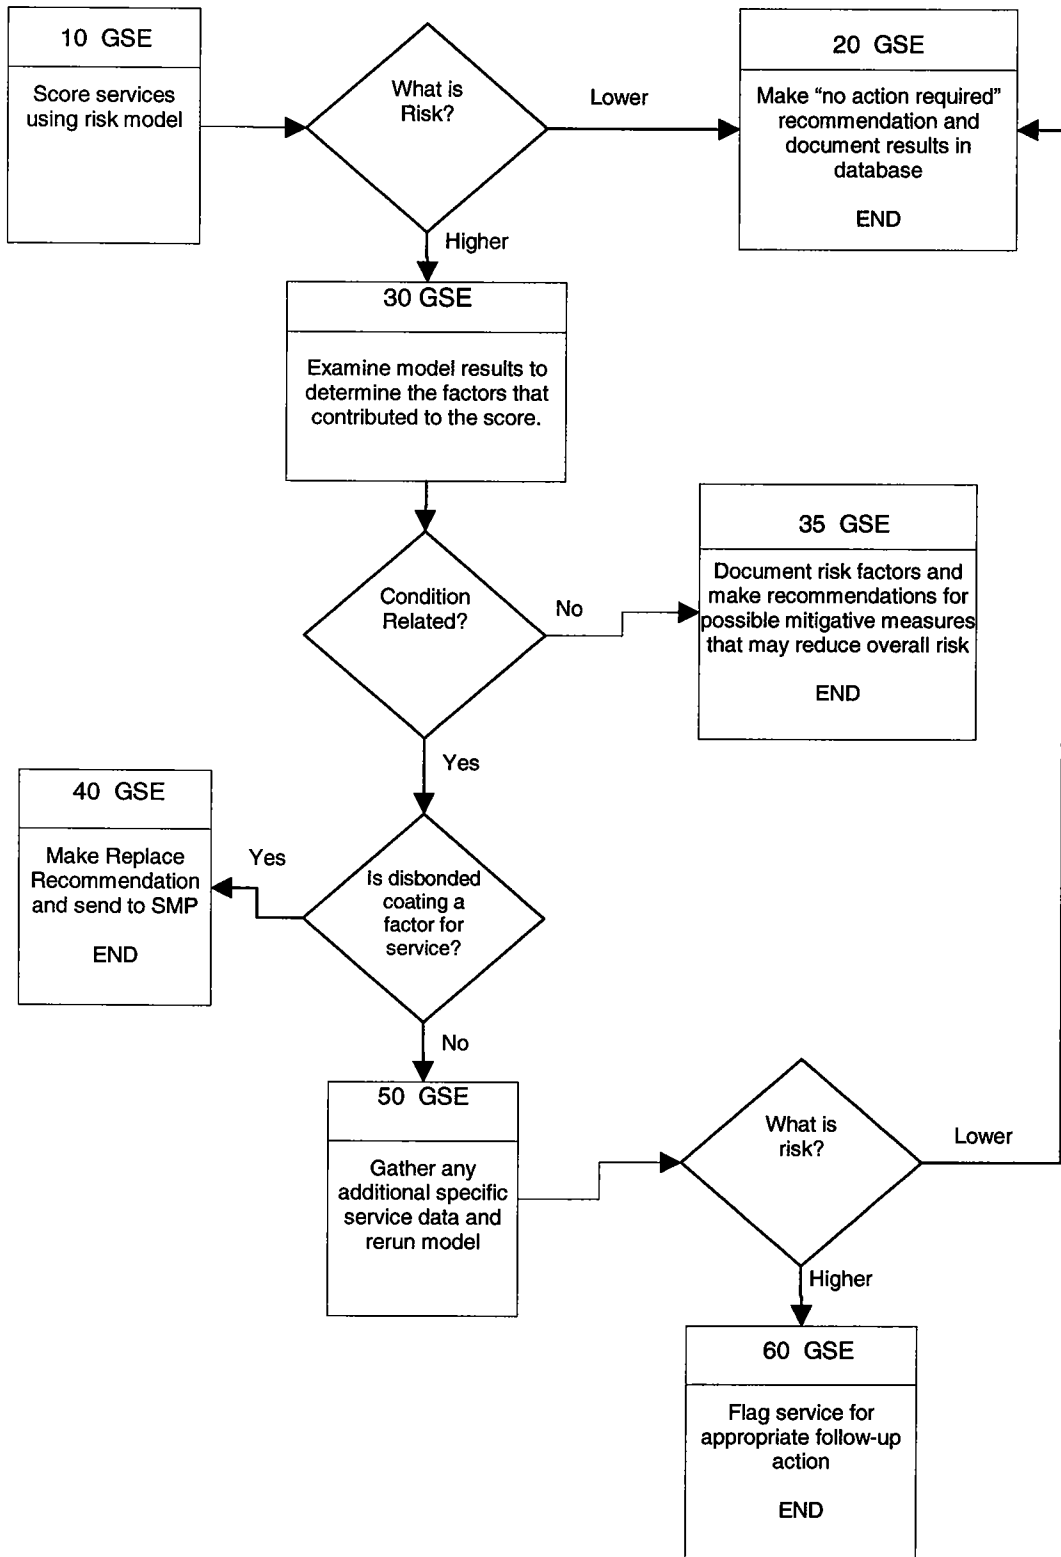 10 GSE
Score services
using risk model
What is
Risk?
Lower
20 GSE
Make “no action required”
recommendation and
document results in
database
END
Higher
30 GSE
Examine model results to
determine the factors that
contributed to the score.
Condition
Related?
No
35 GSE
Document risk factors and
make recommendations for
possible mitigative measures
that may reduce overall risk
END
Yes
40 GSE
Make Replace
Recommendation
and send to SMP
END
Yes
Is disbonded
coating a
factor for
service?
No
50 GSE
Gather any
additional specific
service data and
rerun model
What is
risk?
Lower
Higher
60 GSE
Flag service for
appropriate follow-up
action
END